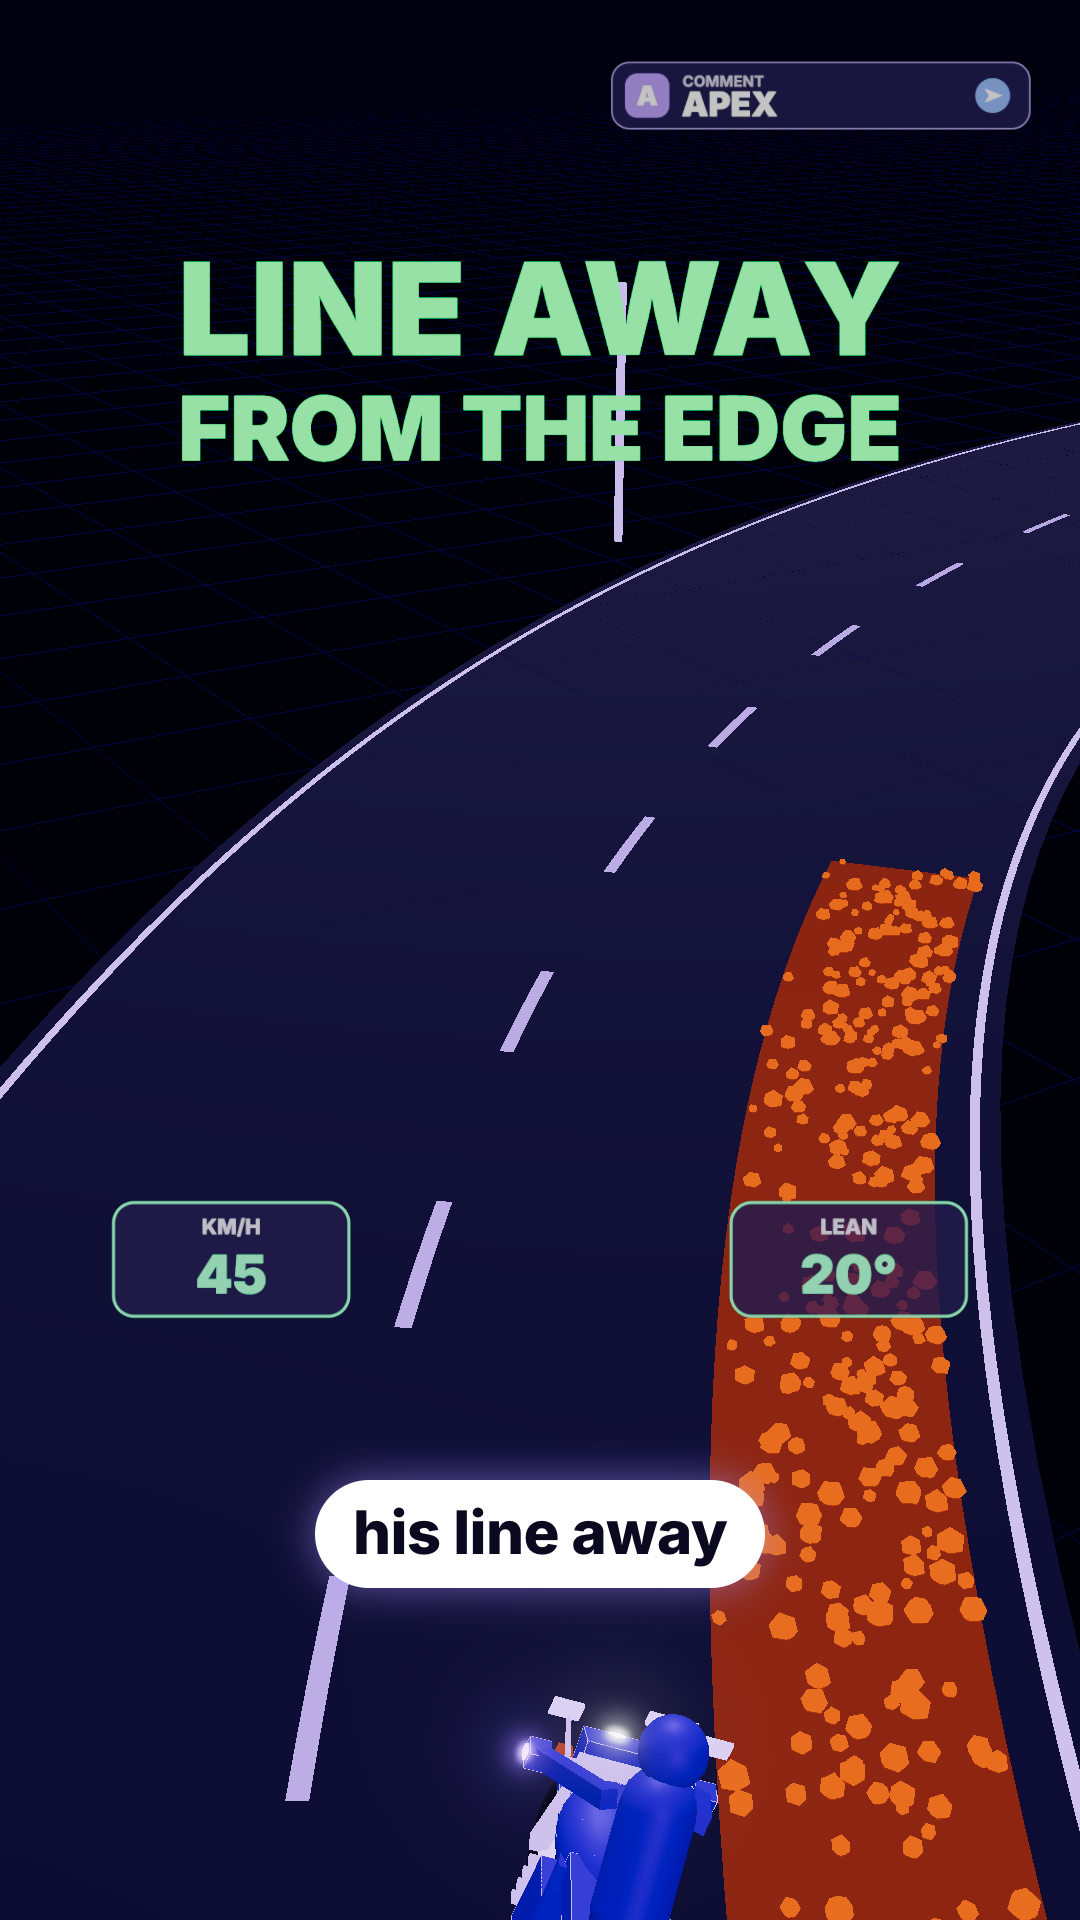 A
COMMENT
APEX
LINE AWAY
FROM THE EDGE
KM/H
45
LEAN
20°
his line away